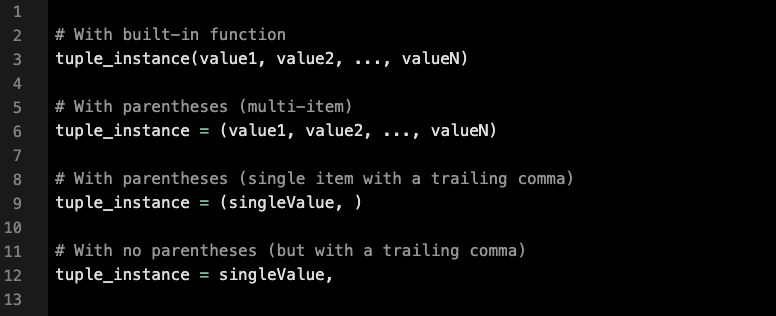 1
2 # With built-in function
3 tuple_instance(value1, value2, ..., valueN)
4
5 # With parentheses (multi-item)
6 tuple_instance = (value1, value2, ..., valueN)
7
8 # With parentheses (single item with a trailing comma)
9 tuple_instance = (singleValue, )
10
11 # With no parentheses (but with a trailing comma)
12 tuple_instance = singleValue,
13